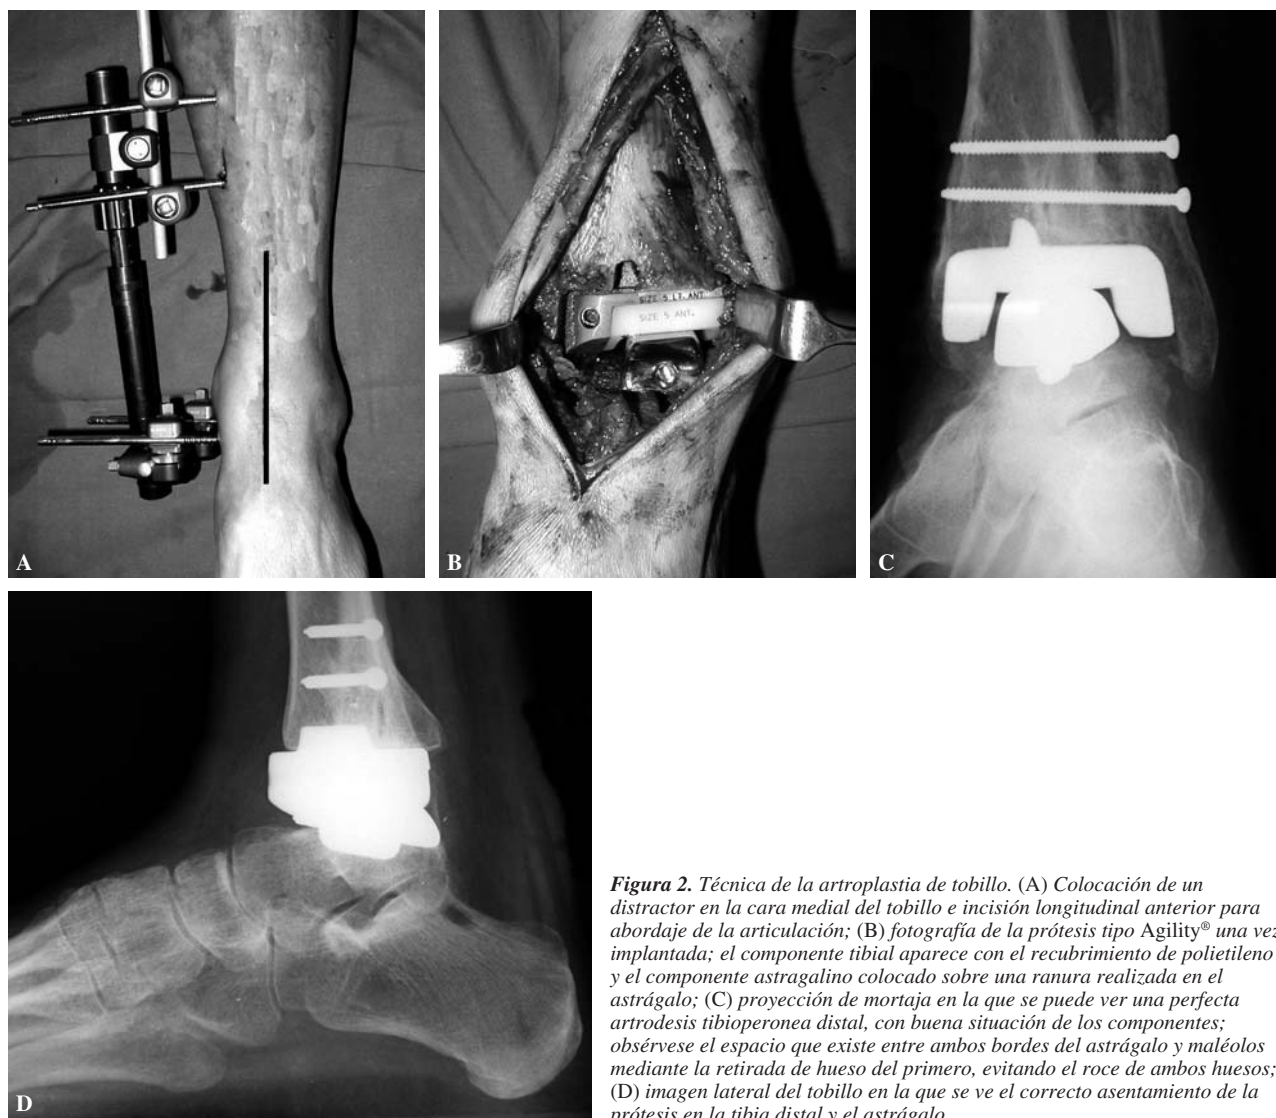 A
B
SIZE 5 LT. ANT
SIZE 5 ANT.
C
D
Figura 2. Técnica de la artroplastia de tobillo. (A) Colocación de un
distractor en la cara medial del tobillo e incisión longitudinal anterior para
abordaje de la articulación; (B) fotografía de la prótesis tipo Agility® una vez
implantada; el componente tibial aparece con el recubrimiento de polietileno
y el componente astragalino colocado sobre una ranura realizada en el
astrágalo; (C) proyección de mortaja en la que se puede ver una perfecta
artrodesis tibioperonea distal, con buena situación de los componentes;
obsérvese el espacio que existe entre ambos bordes del astrágalo y maléolos
mediante la retirada de hueso del primero, evitando el roce de ambos huesos;
(D) imagen lateral del tobillo en la que se ve el correcto asentamiento de la
prótesis en la tibia distal y el astrágalo.